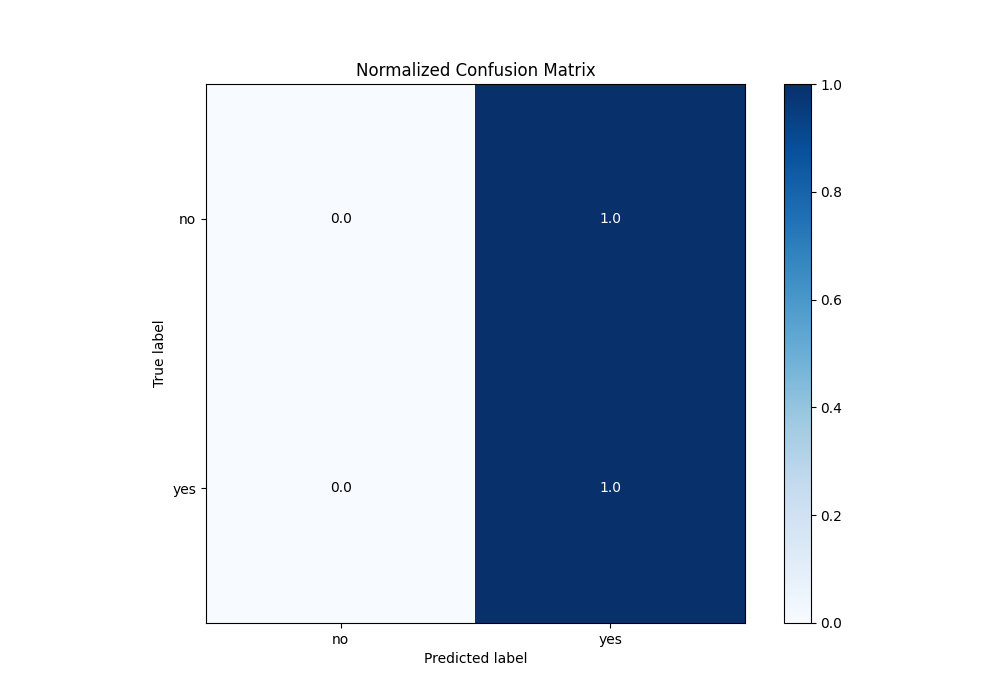 Normalized Confusion Matrix
1.0
0.8
0.6
0.4
0.2
0.0
True label
no
yes
0.0
1.0
0.0
1.0
no
yes
Predicted label